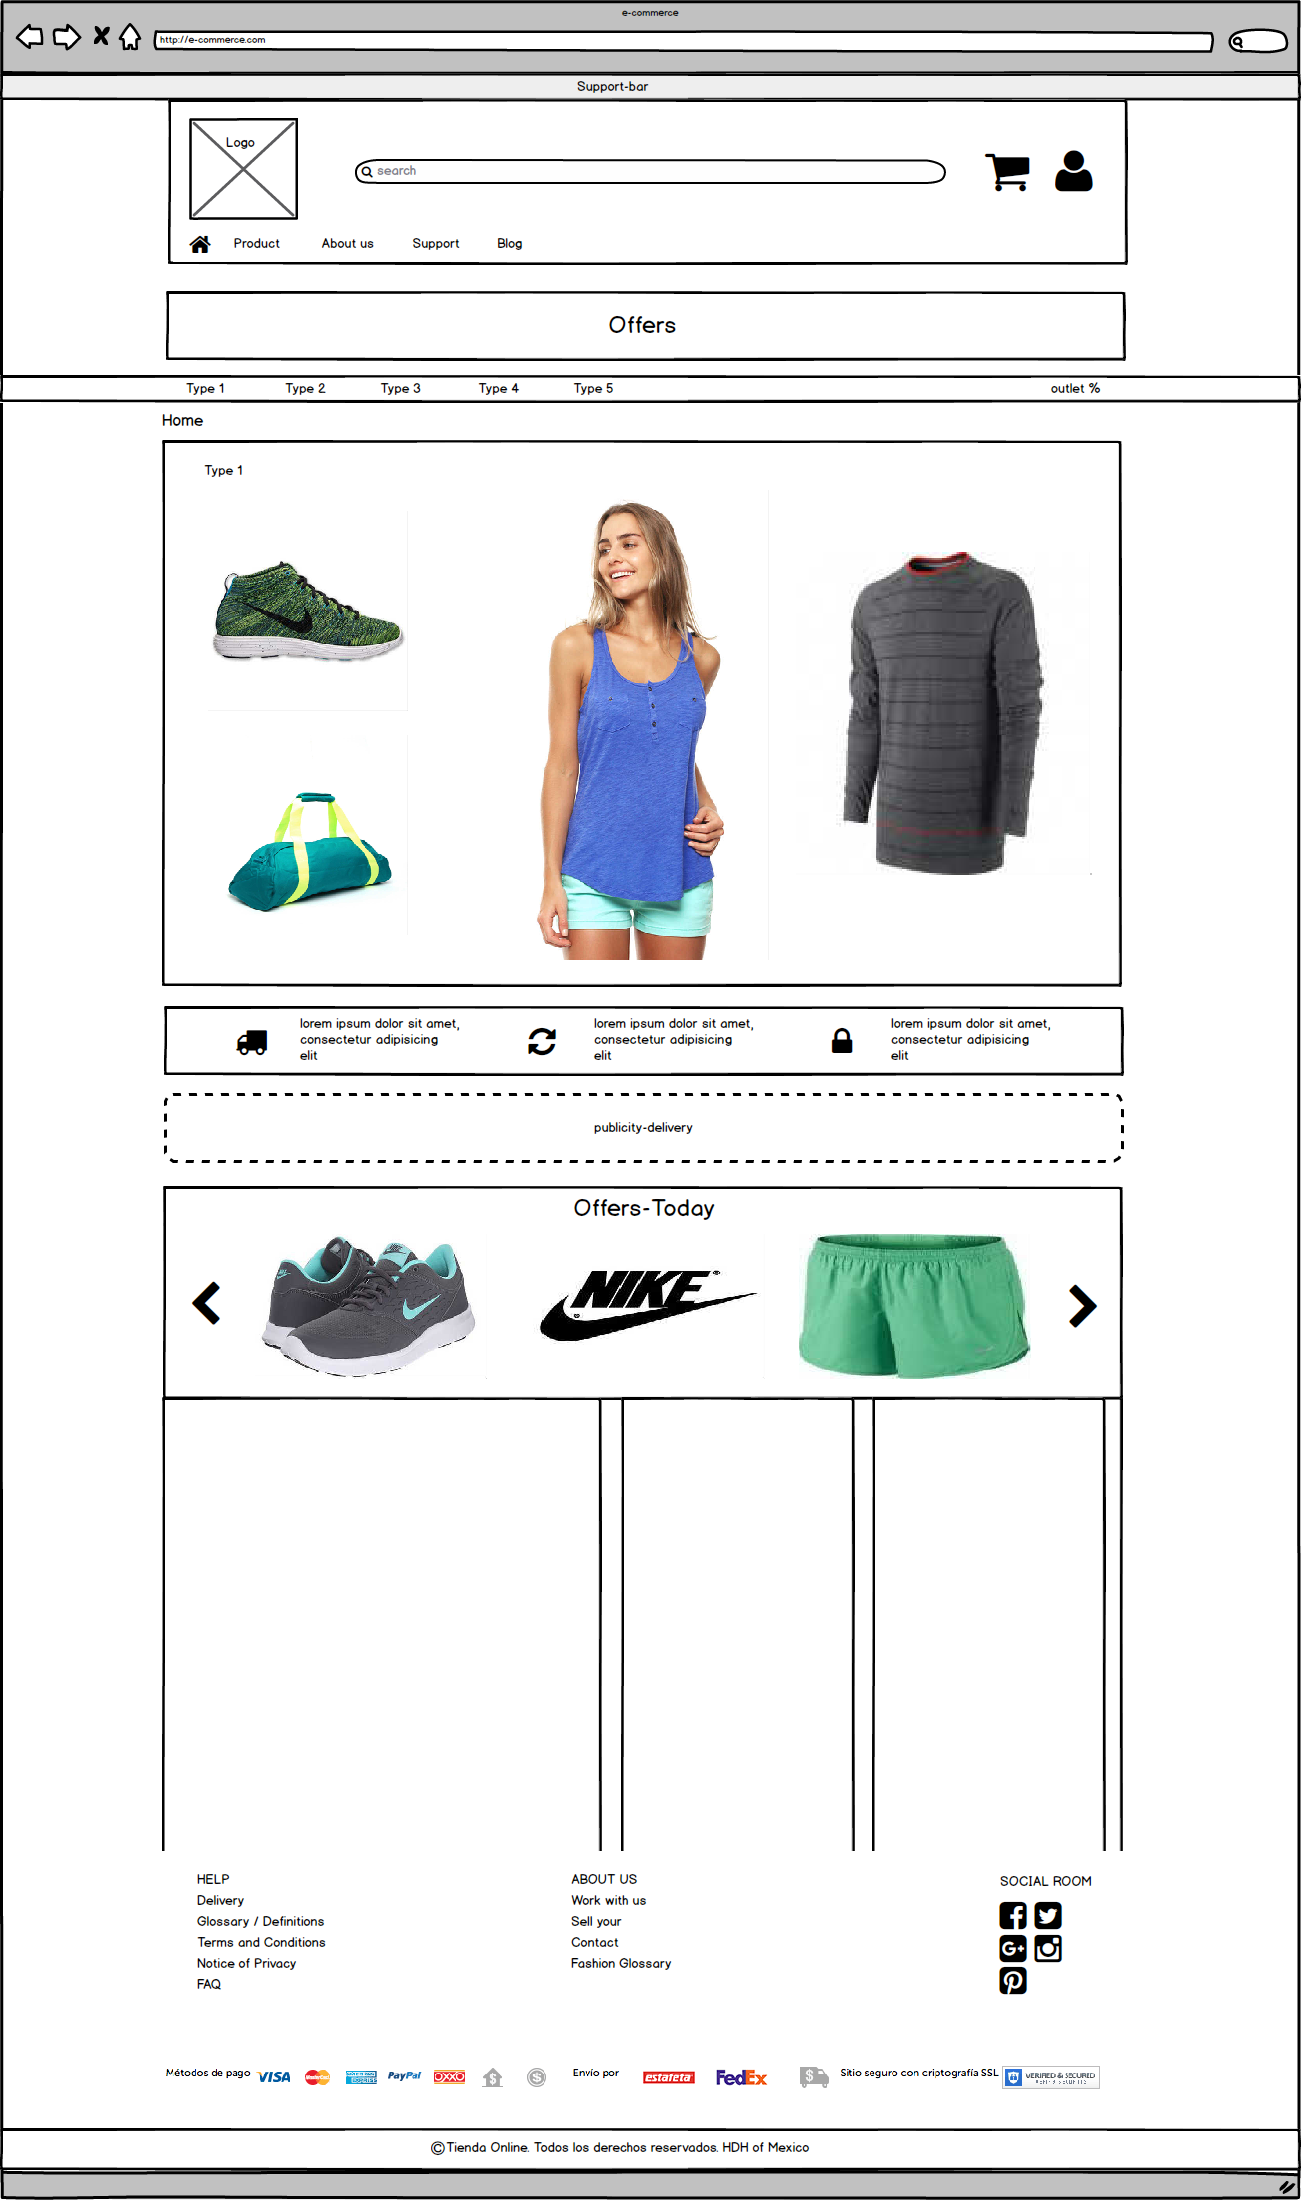 e-commerce
http://e-commerce.com
Support-bar
Logo
search
Product About us Support Blog
Offers
Type 1 Type 2 Type 3 Type 4 Type 5 outlet %
Home
Type 1
lorem ipsum dolor sit amet,
consectetur adipisicing
elit
lorem ipsum dolor sit amet,
consectetur adipisicing
elit
lorem ipsum dolor sit amet,
consectetur adipisicing
elit
publicity-delivery
Offers-Today
NIKE
HELP
Delivery
Glossary / Definitions
Terms and Conditions
Notice of Privacy
FAQ
ABOUT US
Work with us
Sell your
Contact
Fashion Glossary
SOCIAL ROOM
Métodos de pago VISA MasterCard PayPal OXXO Envío por estafeta FedEx Sitio seguro con criptografía SSL VERIFIED & SECURED
©Tienda Online. Todos los derechos reservados. HDH of Mexico